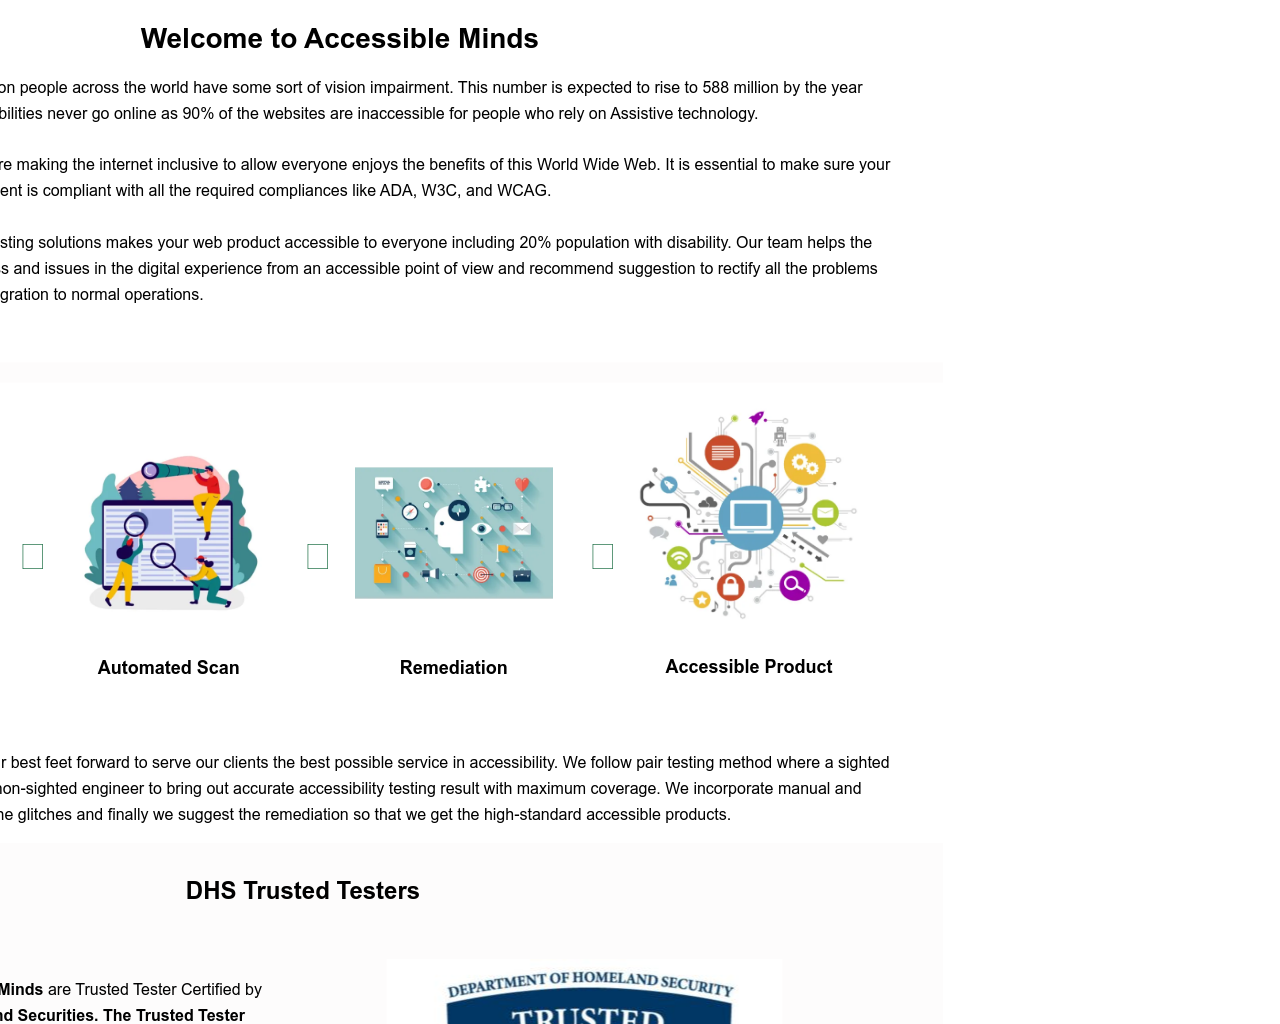 Welcome to Accessible Minds
on people across the world have some sort of vision impairment. This number is expected to rise to 588 million by the year
bilities never go online as 90% of the websites are inaccessible for people who rely on Assistive technology.
re making the internet inclusive to allow everyone enjoys the benefits of this World Wide Web. It is essential to make sure your
ent is compliant with all the required compliances like ADA, W3C, and WCAG.
sting solutions makes your web product accessible to everyone including 20% population with disability. Our team helps the
s and issues in the digital experience from an accessible point of view and recommend suggestion to rectify all the problems
gration to normal operations.
Automated Scan
Remediation
Accessible Product
r best feet forward to serve our clients the best possible service in accessibility. We follow pair testing method where a sighted
non-sighted engineer to bring out accurate accessibility testing result with maximum coverage. We incorporate manual and
he glitches and finally we suggest the remediation so that we get the high-standard accessible products.
DHS Trusted Testers
Minds are Trusted Tester Certified by
nd Securities. The Trusted Tester
DEPARTMENT OF HOMELAND SECURITY
TRUSTED